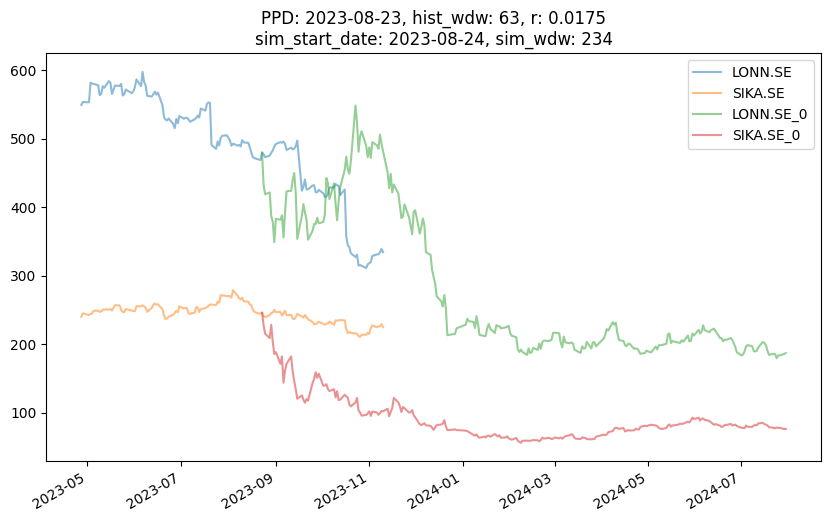 PPD: 2023-08-23, hist_wdw: 63, r: 0.0175
sim_start_date: 2023-08-24, sim_wdw: 234
LONN.SE
SIKA.SE
LONN.SE_0
SIKA.SE_0
600
500
400
300
200
100
2023-05
2023-07
2023-09
2023-11
2024-01
2024-03
2024-05
2024-07